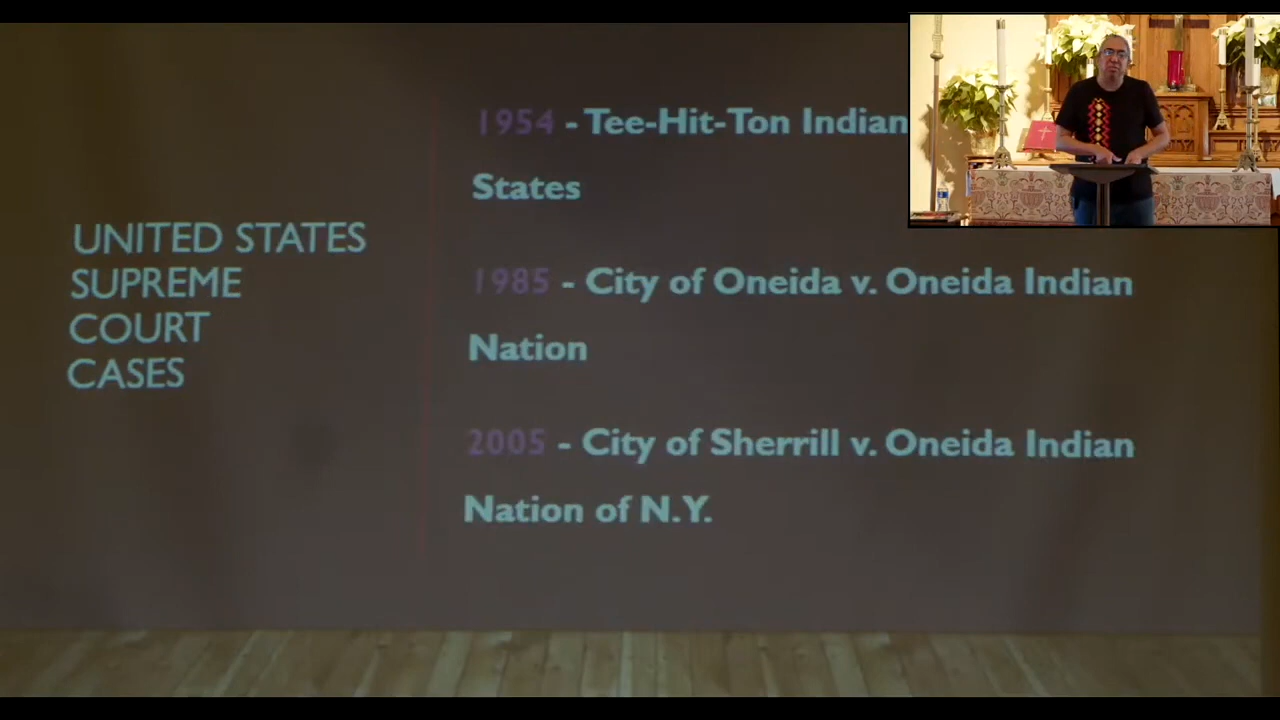 UNITED STATES
SUPREME
COURT
CASES
1954 - Tee-Hit-Ton Indian
States
1985 - City of Oneida v. Oneida Indian
Nation
2005 - City of Sherrill v. Oneida Indian
Nation of N.Y.